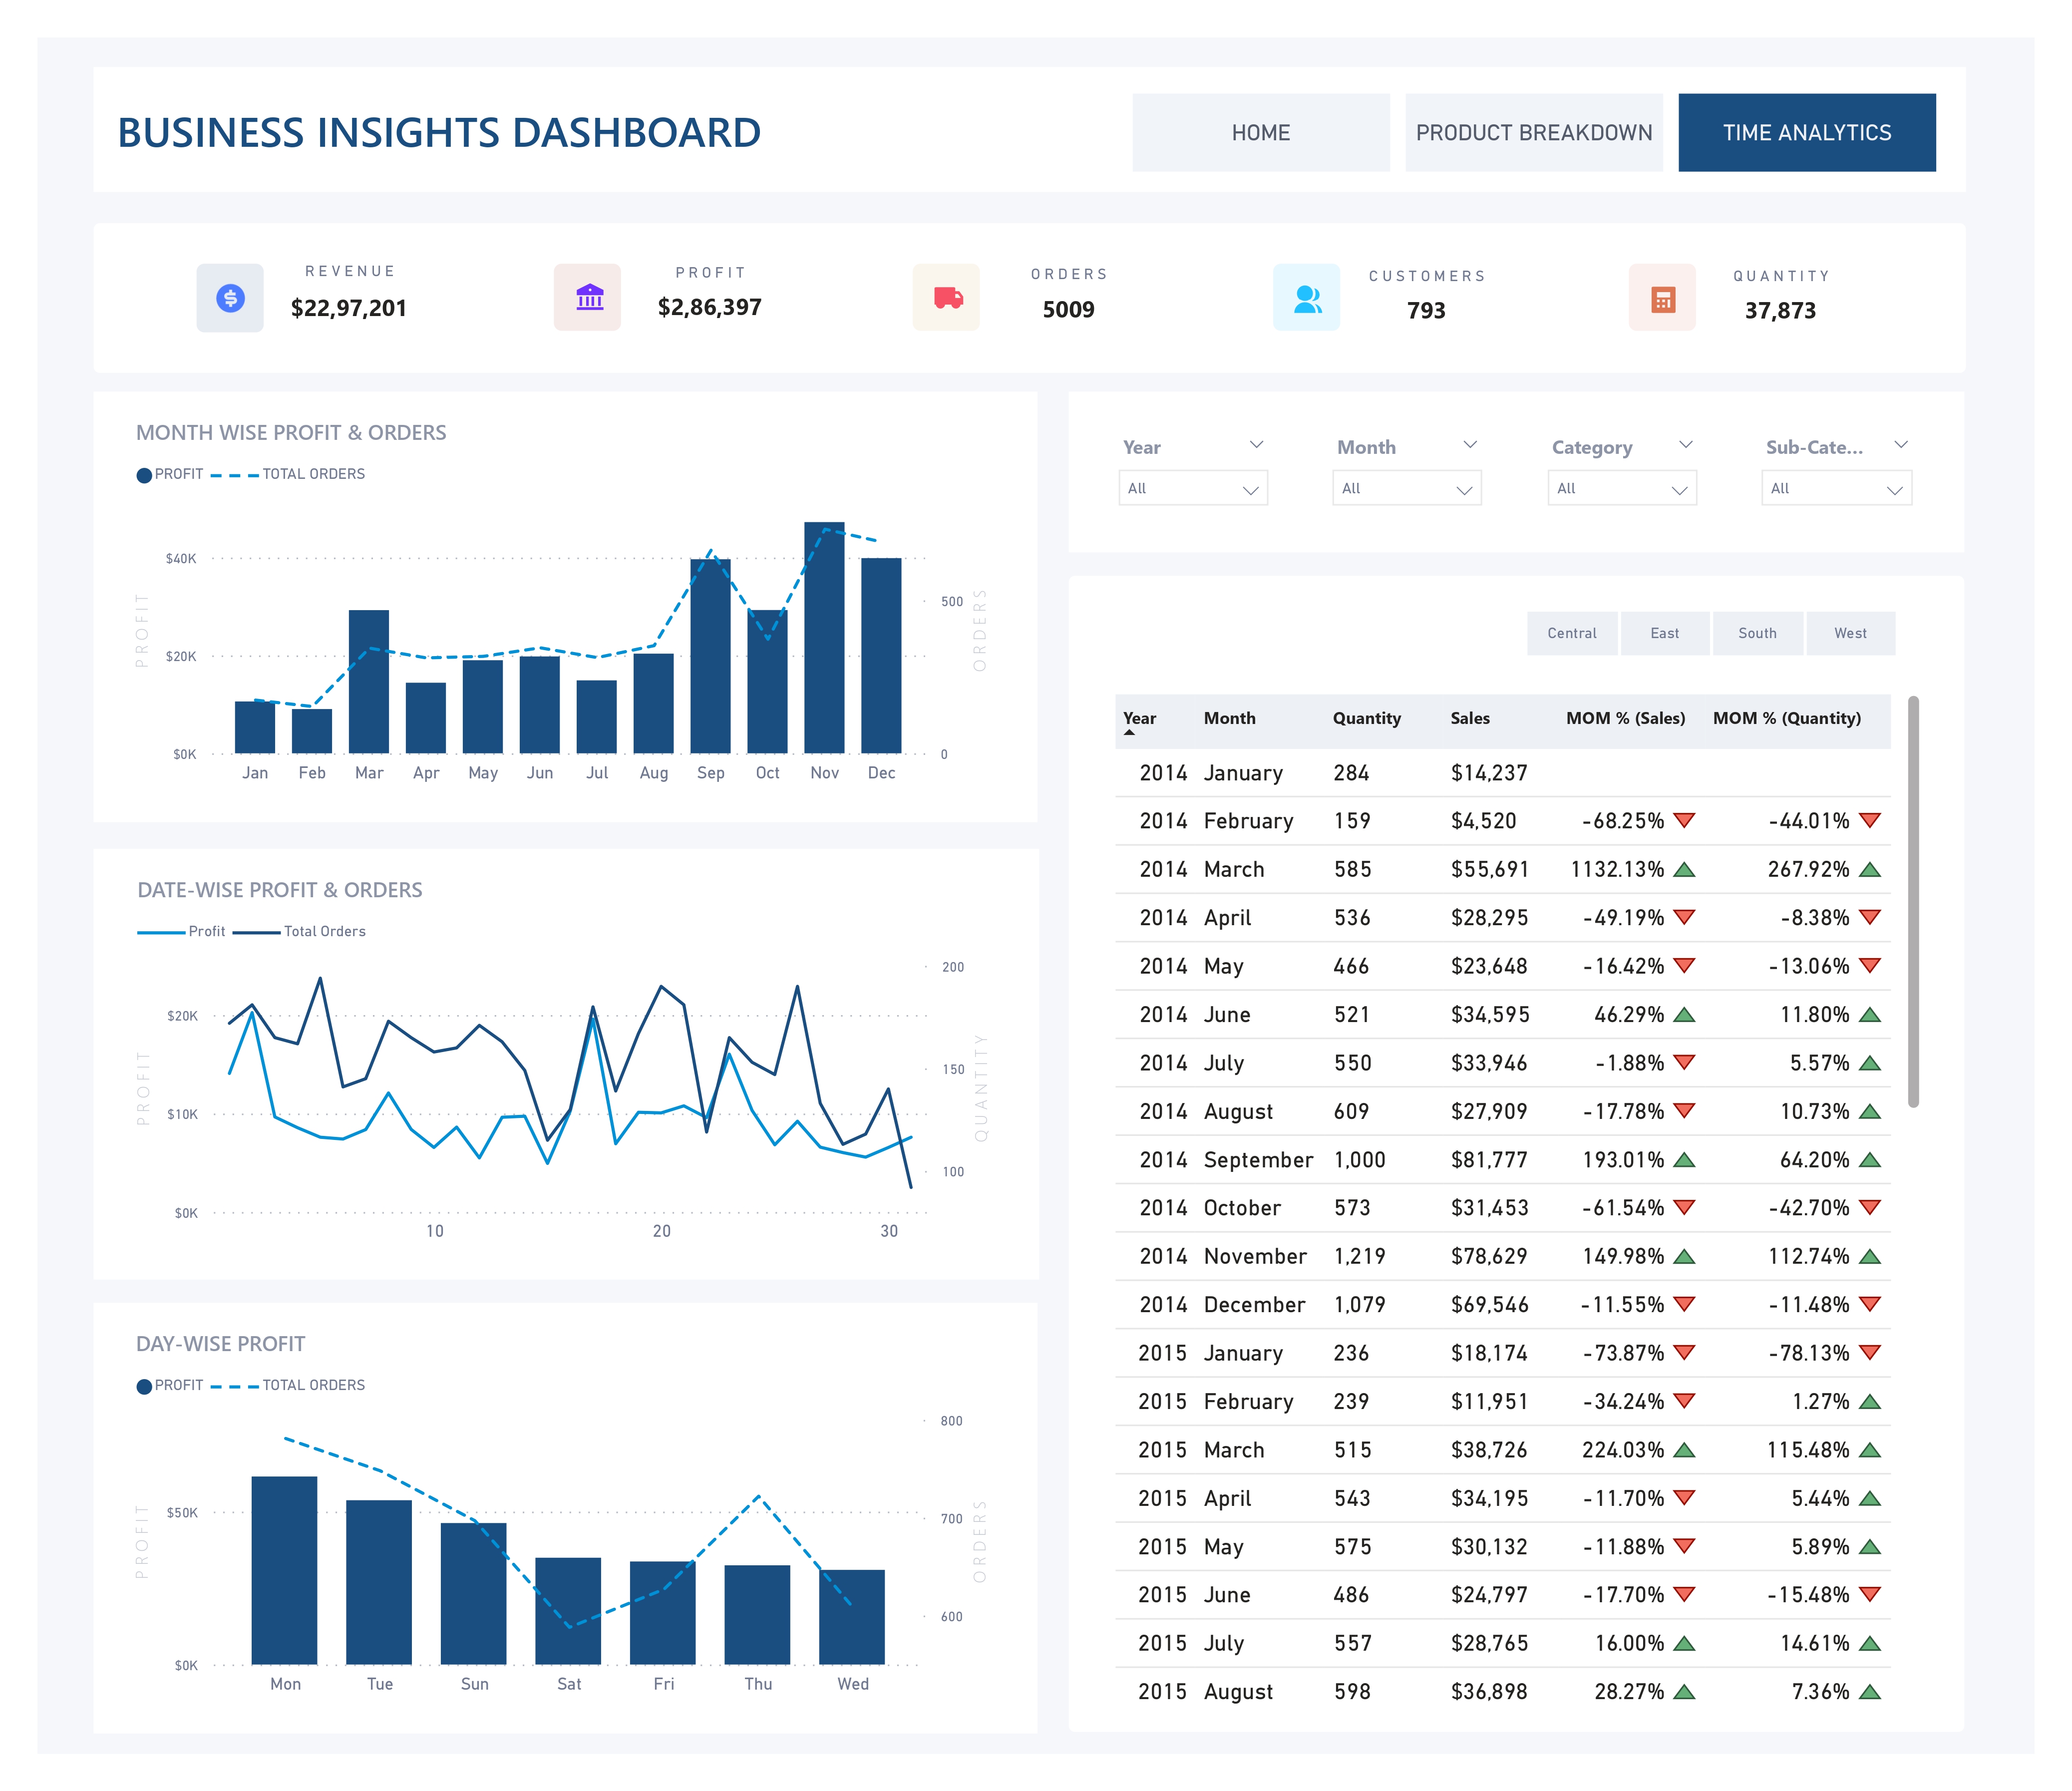 BUSINESS INSIGHTS DASHBOARD
HOME
PRODUCT BREAKDOWN
TIME ANALYTICS
REVENUE
$22,97,201
PROFIT
$2,86,397
ORDERS
5009
CUSTOMERS
793
QUANTITY
37,873
MONTH WISE PROFIT & ORDERS
PROFIT TOTAL ORDERS
$40K
$20K
$0K
PROFIT
500
0
ORDERS
Jan Feb Mar Apr May Jun Jul Aug Sep Oct Nov Dec
DATE-WISE PROFIT & ORDERS
Profit Total Orders
$20K
$10K
$0K
PROFIT
200
150
100
QUANTITY
10 20 30
DAY-WISE PROFIT
PROFIT TOTAL ORDERS
$50K
$0K
PROFIT
800
700
600
ORDERS
Mon Tue Sun Sat Fri Thu Wed
Year Month Category Sub-Cate...
All All All All
Central East South West
Year Month Quantity Sales MOM % (Sales) MOM % (Quantity)
2014 January 284 $14,237
2014 February 159 $4,520 -68.25% -44.01%
2014 March 585 $55,691 1132.13% 267.92%
2014 April 536 $28,295 -49.19% -8.38%
2014 May 466 $23,648 -16.42% -13.06%
2014 June 521 $34,595 46.29% 11.80%
2014 July 550 $33,946 -1.88% 5.57%
2014 August 609 $27,909 -17.78% 10.73%
2014 September 1,000 $81,777 193.01% 64.20%
2014 October 573 $31,453 -61.54% -42.70%
2014 November 1,219 $78,629 149.98% 112.74%
2014 December 1,079 $69,546 -11.55% -11.48%
2015 January 236 $18,174 -73.87% -78.13%
2015 February 239 $11,951 -34.24% 1.27%
2015 March 515 $38,726 224.03% 115.48%
2015 April 543 $34,195 -11.70% 5.44%
2015 May 575 $30,132 -11.88% 5.89%
2015 June 486 $24,797 -17.70% -15.48%
2015 July 557 $28,765 16.00% 14.61%
2015 August 598 $36,898 28.27% 7.36%